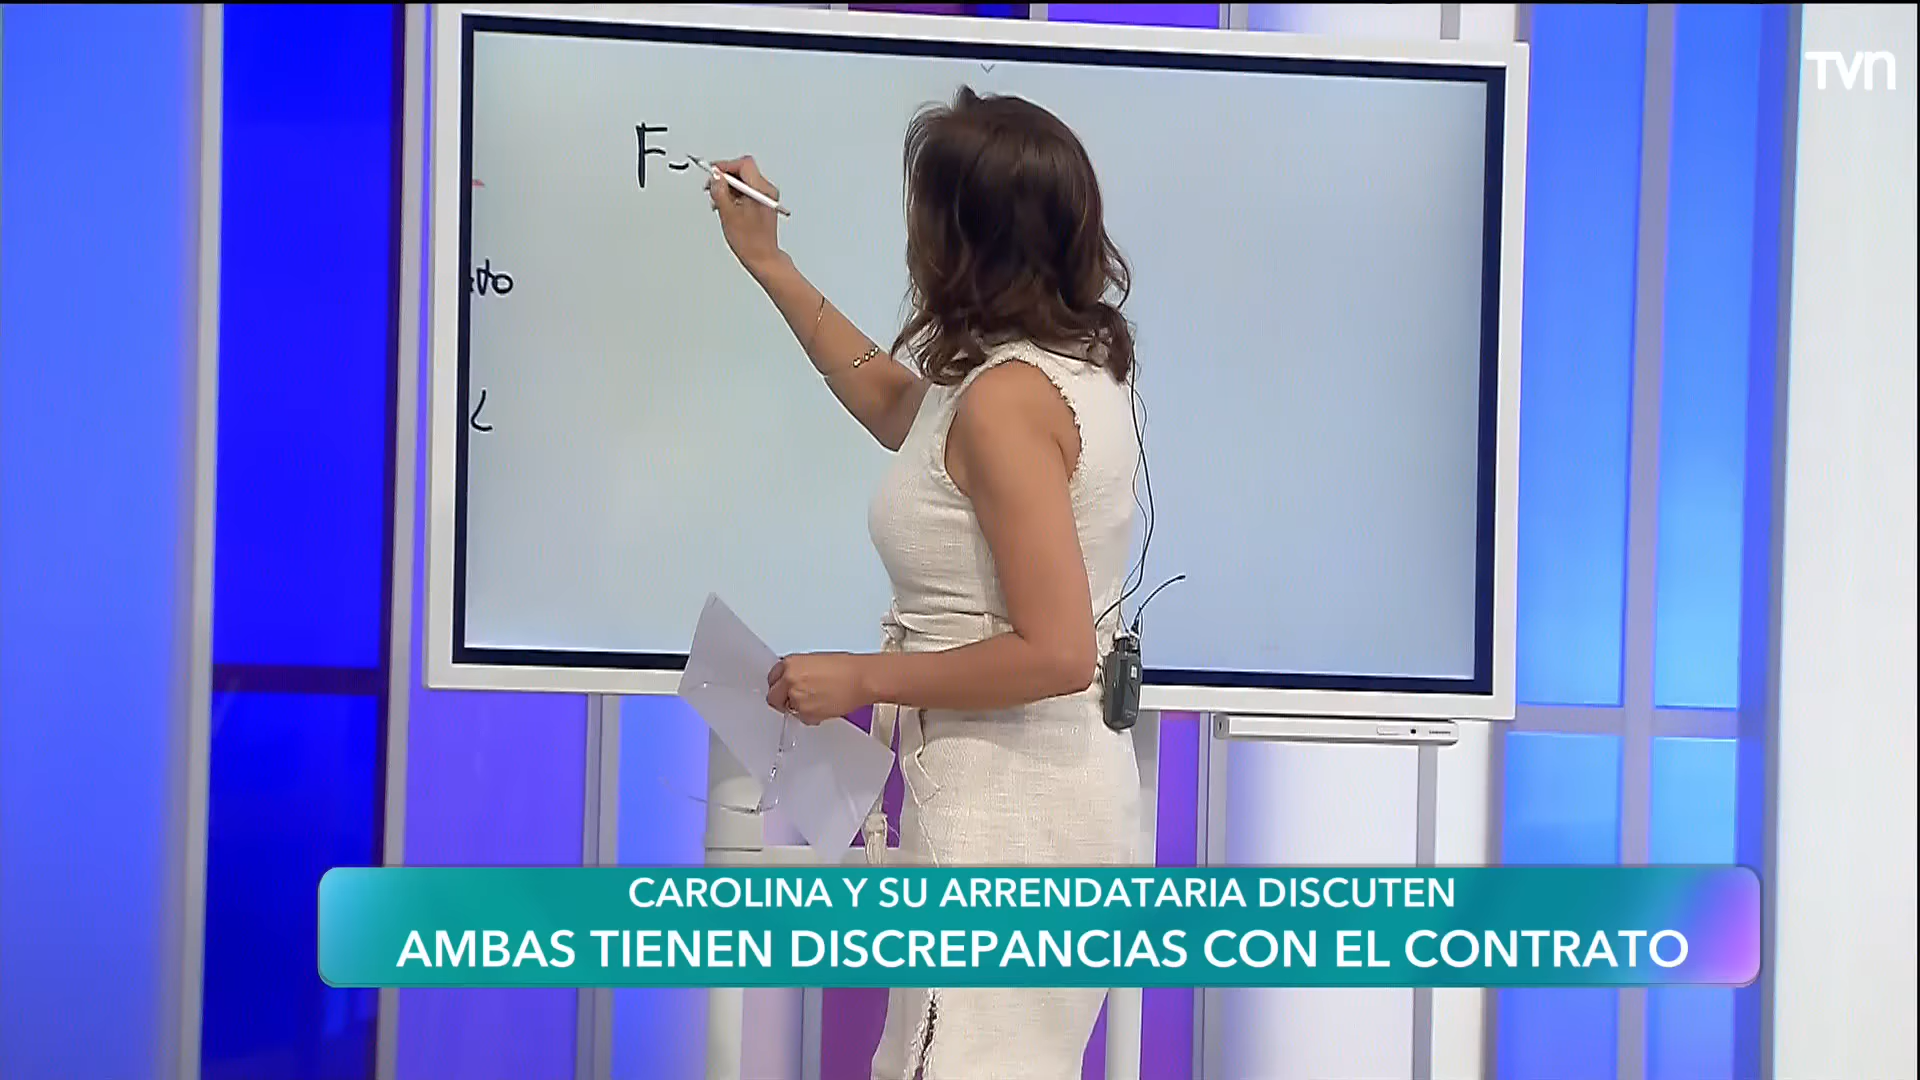 TVN
F-
CAROLINA Y SU ARRENDATARIA DISCUTEN
AMBAS TIENEN DISCREPANCIAS CON EL CONTRATO